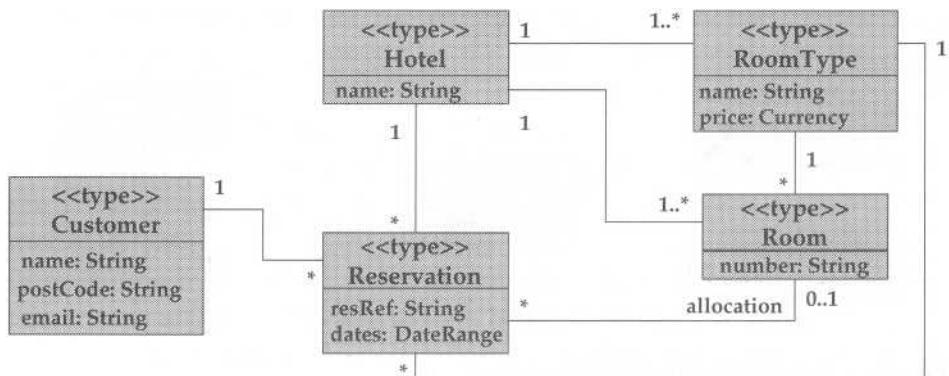 <<type>>
Hotel
name: String
1
1..*
<<type>>
RoomType
name: String
price: Currency
1
1
1
1
*
<<type>>
Customer
name: String
postCode: String
email: String
1
*
*
<<type>>
Reservation
resRef: String
dates: DateRange
1..*
<<type>>
Room
number: String
*
allocation
0..1
*